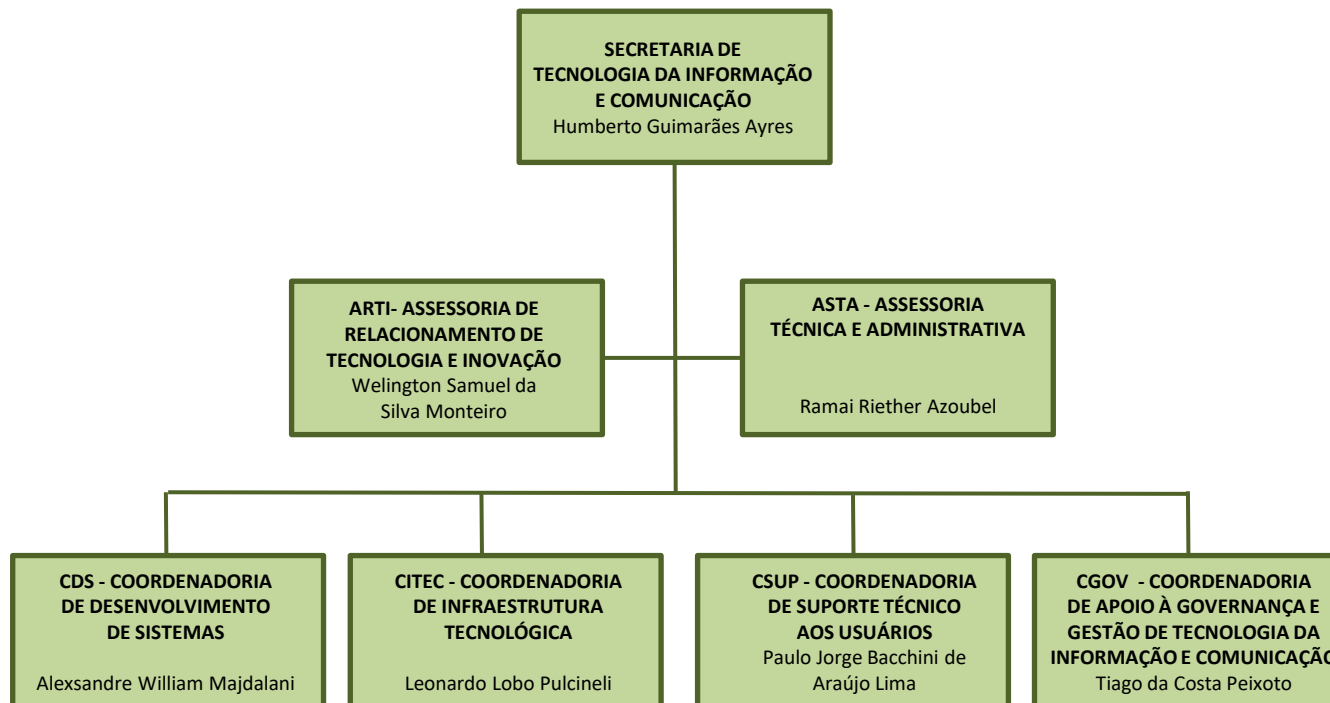 SECRETARIA DE
TECNOLOGIA DA INFORMAÇÃO
E COMUNICAÇÃO
Humberto Guimarães Ayres
ARTI- ASSESSORIA DE
RELACIONAMENTO DE
TECNOLOGIA E INOVAÇÃO
Welington Samuel da
Silva Monteiro
ASTA - ASSESSORIA
TÉCNICA E ADMINISTRATIVA
Ramai Riether Azoubel
CDS - COORDENADORIA
DE DESENVOLVIMENTO
DE SISTEMAS
Alexsandre William Majdalani
CITEC - COORDENADORIA
DE INFRAESTRUTURA
TECNOLÓGICA
Leonardo Lobo Pulcineli
CSUP - COORDENADORIA
DE SUPORTE TÉCNICO
AOS USUÁRIOS
Paulo Jorge Bacchini de
Araújo Lima
CGOV - COORDENADORIA
DE APOIO À GOVERNANÇA E
GESTÃO DE TECNOLOGIA DA
INFORMAÇÃO E COMUNICAÇÃO
Tiago da Costa Peixoto